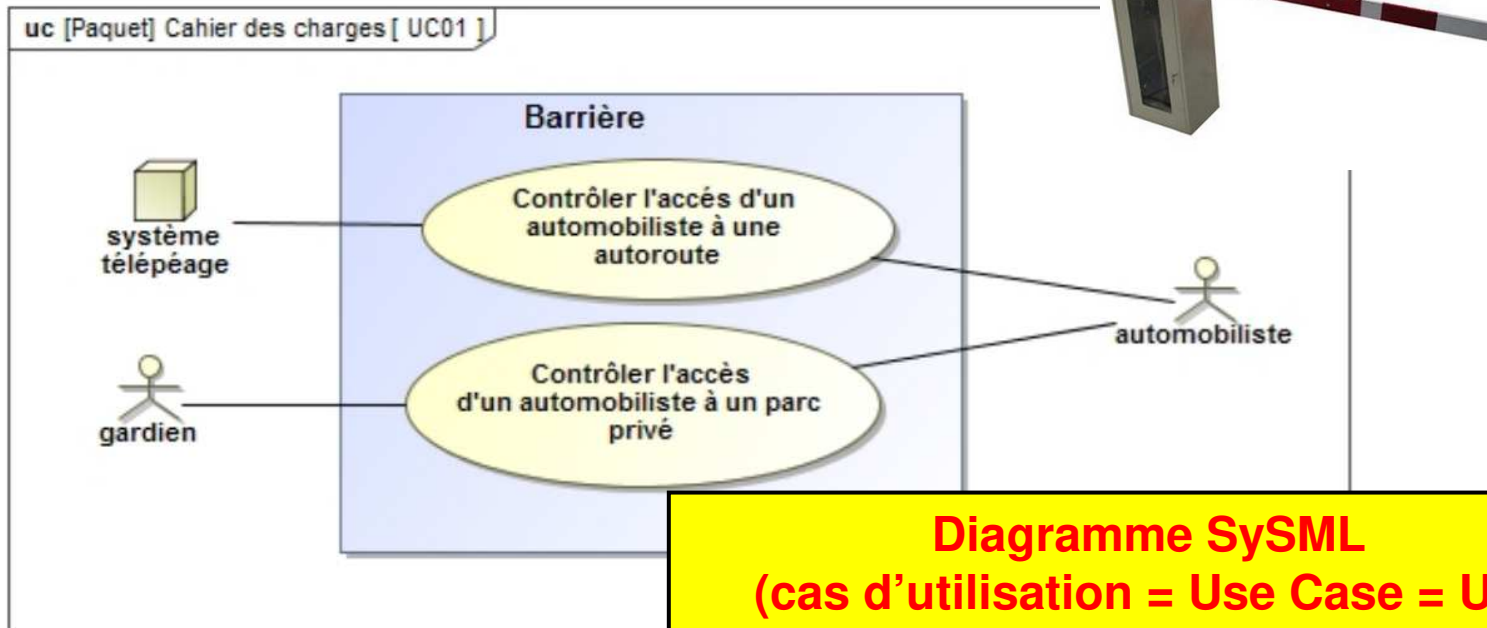 uc [Paquet] Cahier des charges [ UC01 ]
Barrière
Contrôler l'accés d'un
automobiliste à une
autoroute
système
télépéage
automobiliste
Contrôler l'accès
d'un automobiliste à un parc
privé
gardien
Diagramme SySML
(cas d'utilisation = Use Case = U